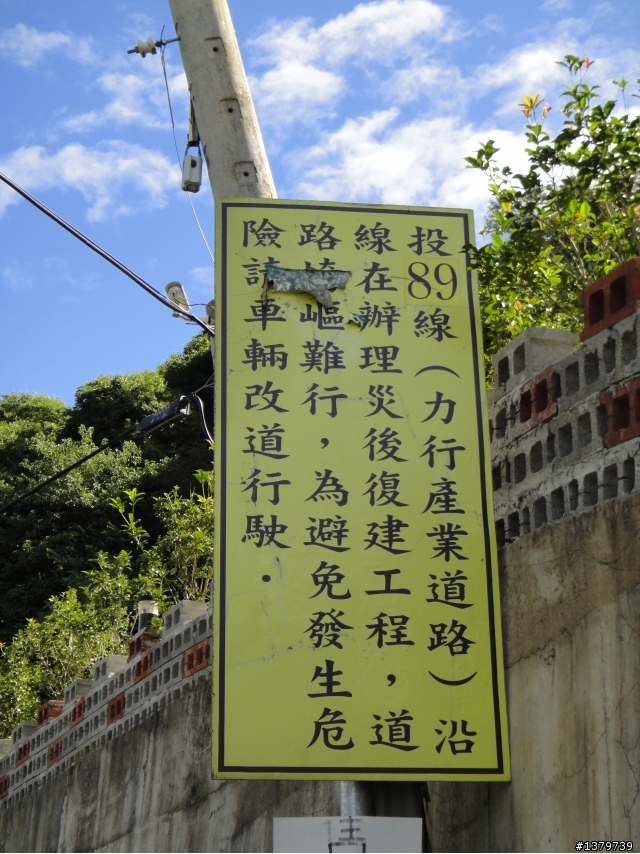 投89線（力行產業道路）沿
線在辦理災後復建工程，道
路崎嶇難行，為避免發生危
險請車輛改道行駛．
#1379739